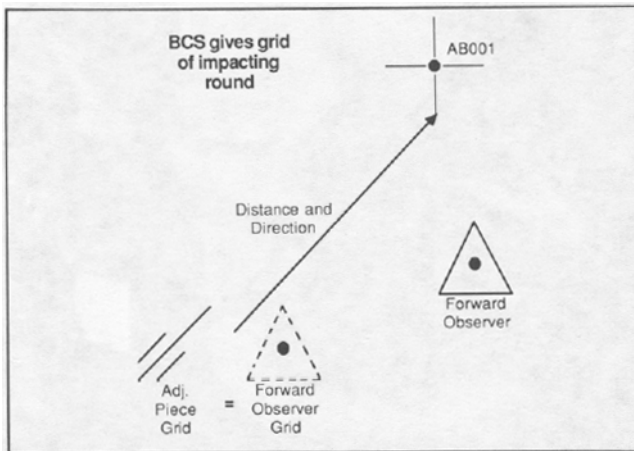 BCS gives grid
of impacting
round
AB001
Distance and
Direction
Forward
Observer
Adj.
Piece
Grid
=
Forward
Observer
Grid